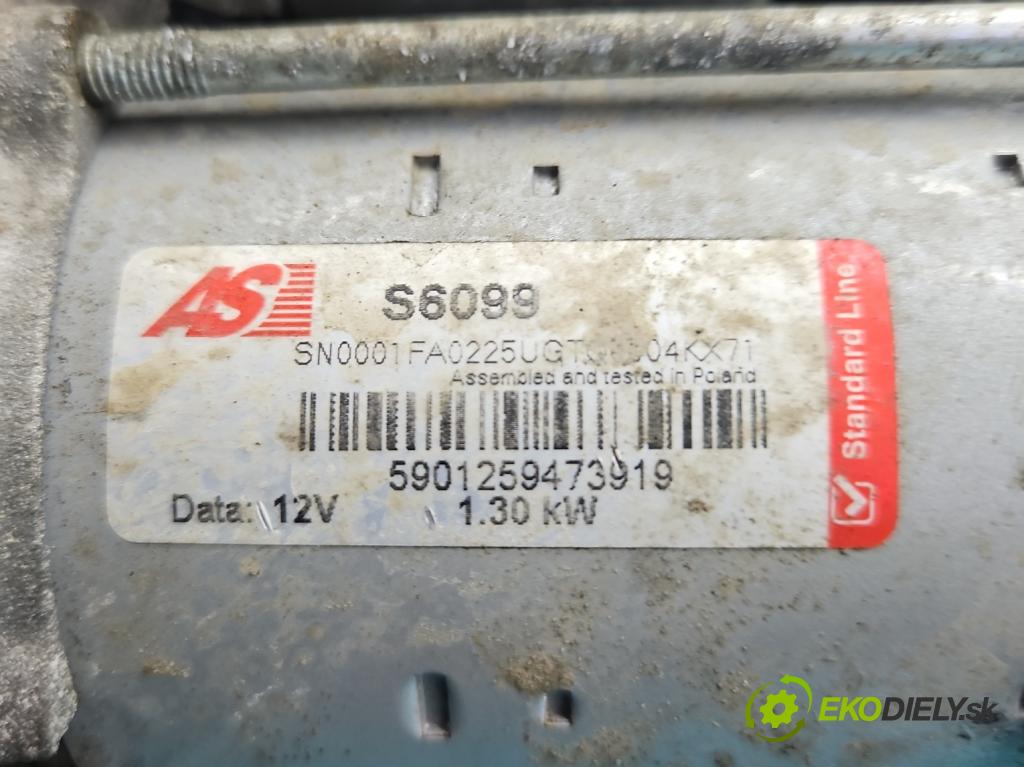 AS
S6099
Assembled and tested in Poland
5901259473919
Data: 12V 1.30 kW
Standard Line
EKODIELY.sk